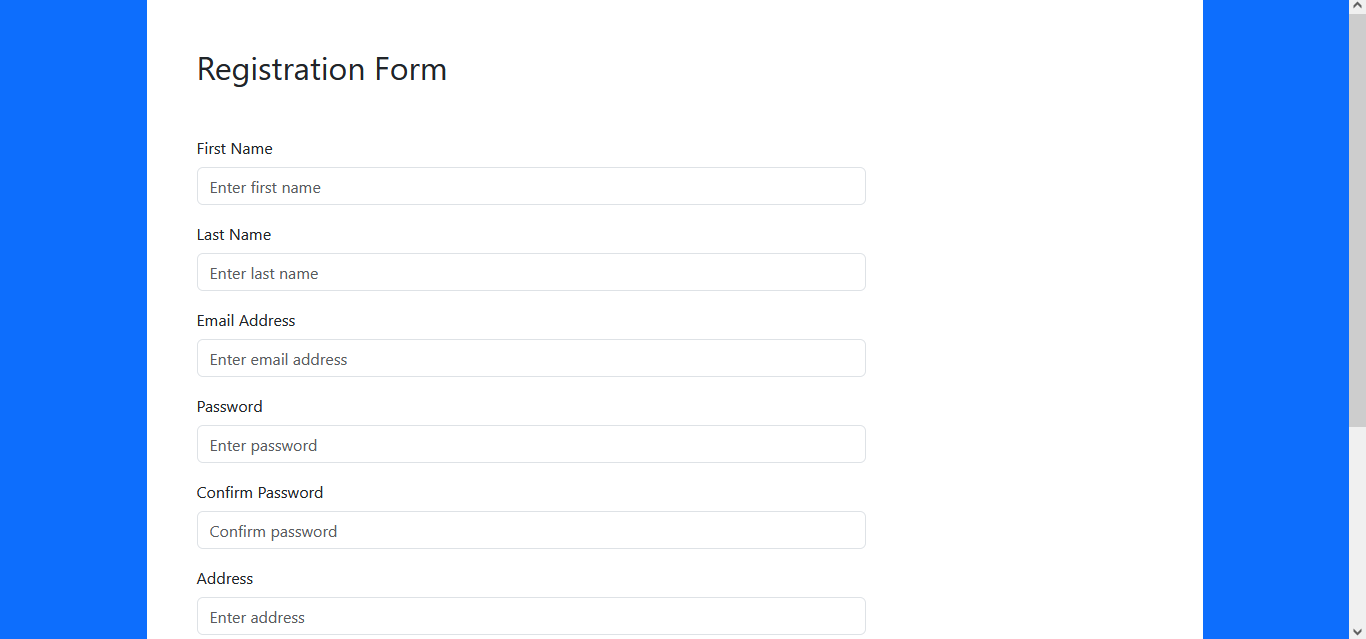 Registration Form
First Name
Enter first name
Last Name
Enter last name
Email Address
Enter email address
Password
Enter password
Confirm Password
Confirm password
Address
Enter address